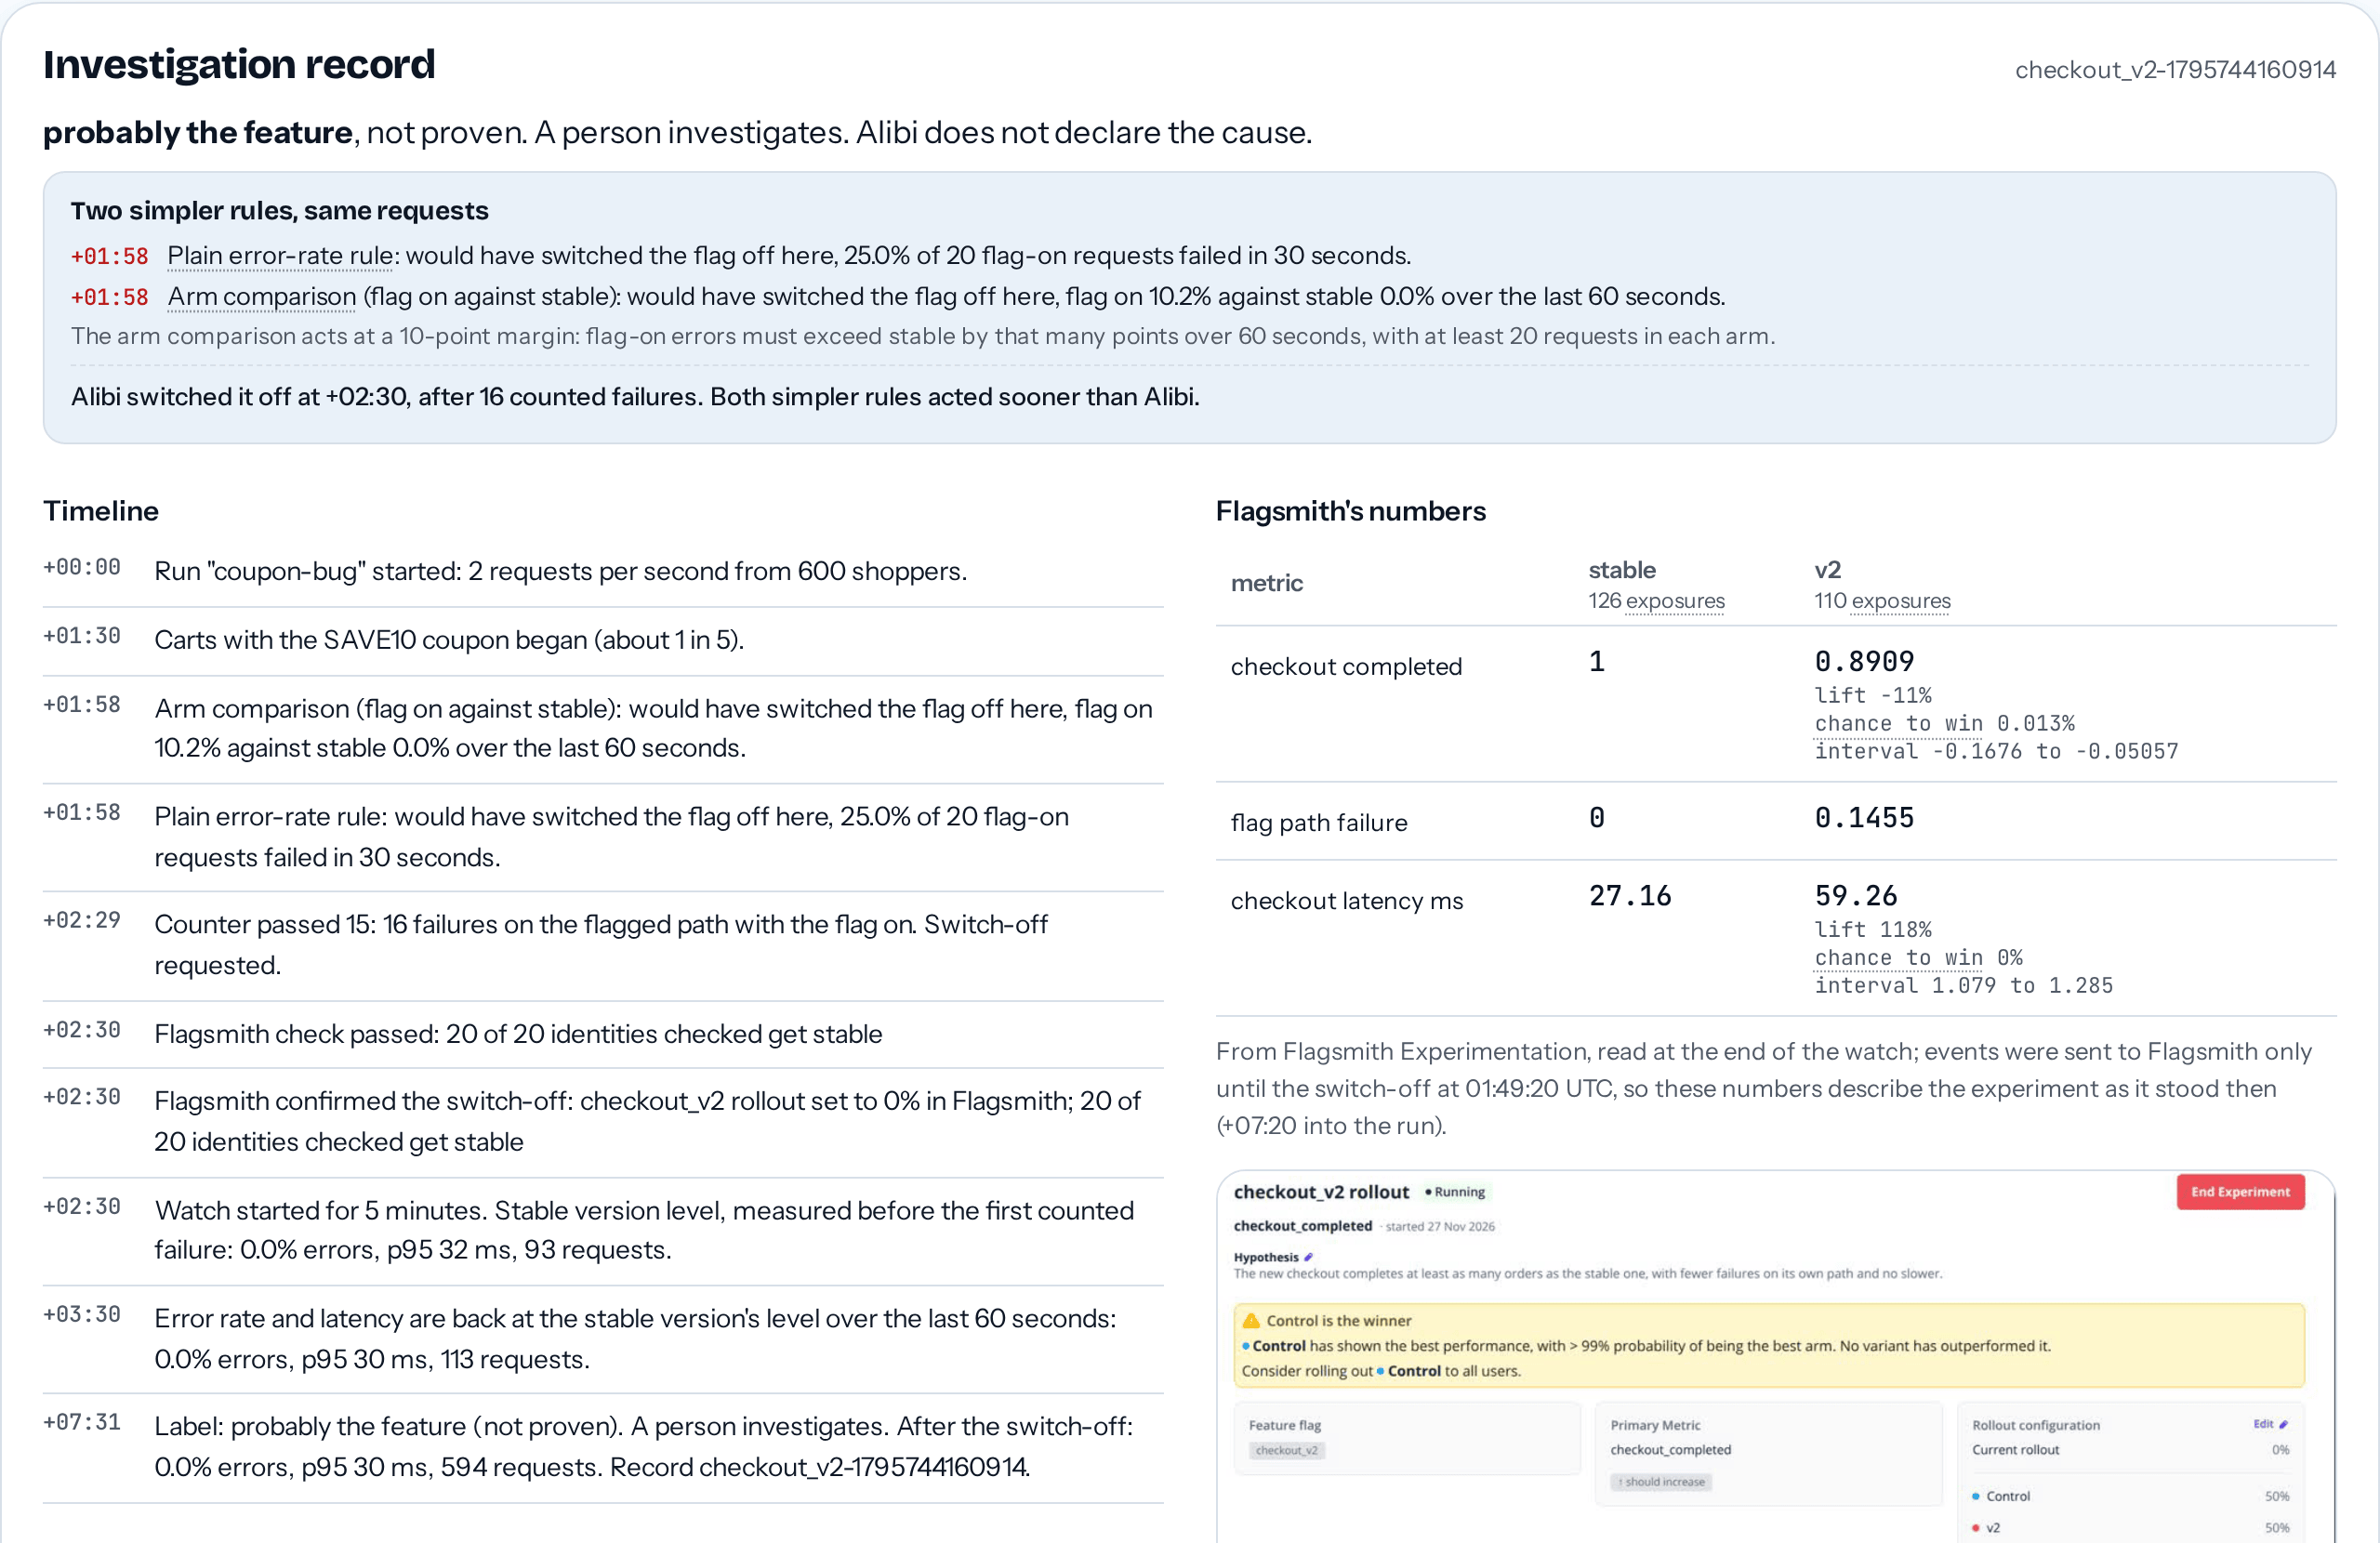 Investigation record
checkout_v2-1795744160914
probably the feature, not proven. A person investigates. Alibi does not declare the cause.
Two simpler rules, same requests
+01:58 Plain error-rate rule: would have switched the flag off here, 25.0% of 20 flag-on requests failed in 30 seconds.
+01:58 Arm comparison (flag on against stable): would have switched the flag off here, flag on 10.2% against stable 0.0% over the last 60 seconds.
The arm comparison acts at a 10-point margin: flag-on errors must exceed stable by that many points over 60 seconds, with at least 20 requests in each arm.
Alibi switched it off at +02:30, after 16 counted failures. Both simpler rules acted sooner than Alibi.
Timeline
+00:00 Run "coupon-bug" started: 2 requests per second from 600 shoppers.
+01:30 Carts with the SAVE10 coupon began (about 1 in 5).
+01:58 Arm comparison (flag on against stable): would have switched the flag off here, flag on
10.2% against stable 0.0% over the last 60 seconds.
+01:58 Plain error-rate rule: would have switched the flag off here, 25.0% of 20 flag-on
requests failed in 30 seconds.
+02:29 Counter passed 15: 16 failures on the flagged path with the flag on. Switch-off
requested.
+02:30 Flagsmith check passed: 20 of 20 identities checked get stable
+02:30 Flagsmith confirmed the switch-off: checkout_v2 rollout set to 0% in Flagsmith; 20 of
20 identities checked get stable
+02:30 Watch started for 5 minutes. Stable version level, measured before the first counted
failure: 0.0% errors, p95 32 ms, 93 requests.
+03:30 Error rate and latency are back at the stable version's level over the last 60 seconds:
0.0% errors, p95 30 ms, 113 requests.
+07:31 Label: probably the feature (not proven). A person investigates. After the switch-off:
0.0% errors, p95 30 ms, 594 requests. Record checkout_v2-1795744160914.
Flagsmith's numbers
metric stable v2
126 exposures 110 exposures
checkout completed 1 0.8909
lift -11%
chance to win 0.013%
interval -0.1676 to -0.05057
flag path failure 0 0.1455
checkout latency ms 27.16 59.26
lift 118%
chance to win 0%
interval 1.079 to 1.285
From Flagsmith Experimentation, read at the end of the watch; events were sent to Flagsmith only
until the switch-off at 01:49:20 UTC, so these numbers describe the experiment as it stood then
(+07:20 into the run).
checkout_v2 rollout • Running
End Experiment
checkout_completed · started 27 Nov 2026
Hypothesis
The new checkout completes at least as many orders as the stable one, with fewer failures on its own path and no slower.
Control is the winner
Control has shown the best performance, with > 99% probability of being the best arm. No variant has outperformed it.
Consider rolling out Control to all users.
Feature flag
checkout_v2
Primary Metric
checkout_completed
↑ should increase
Rollout configuration Edit
Current rollout 0%
Control 50%
v2 50%